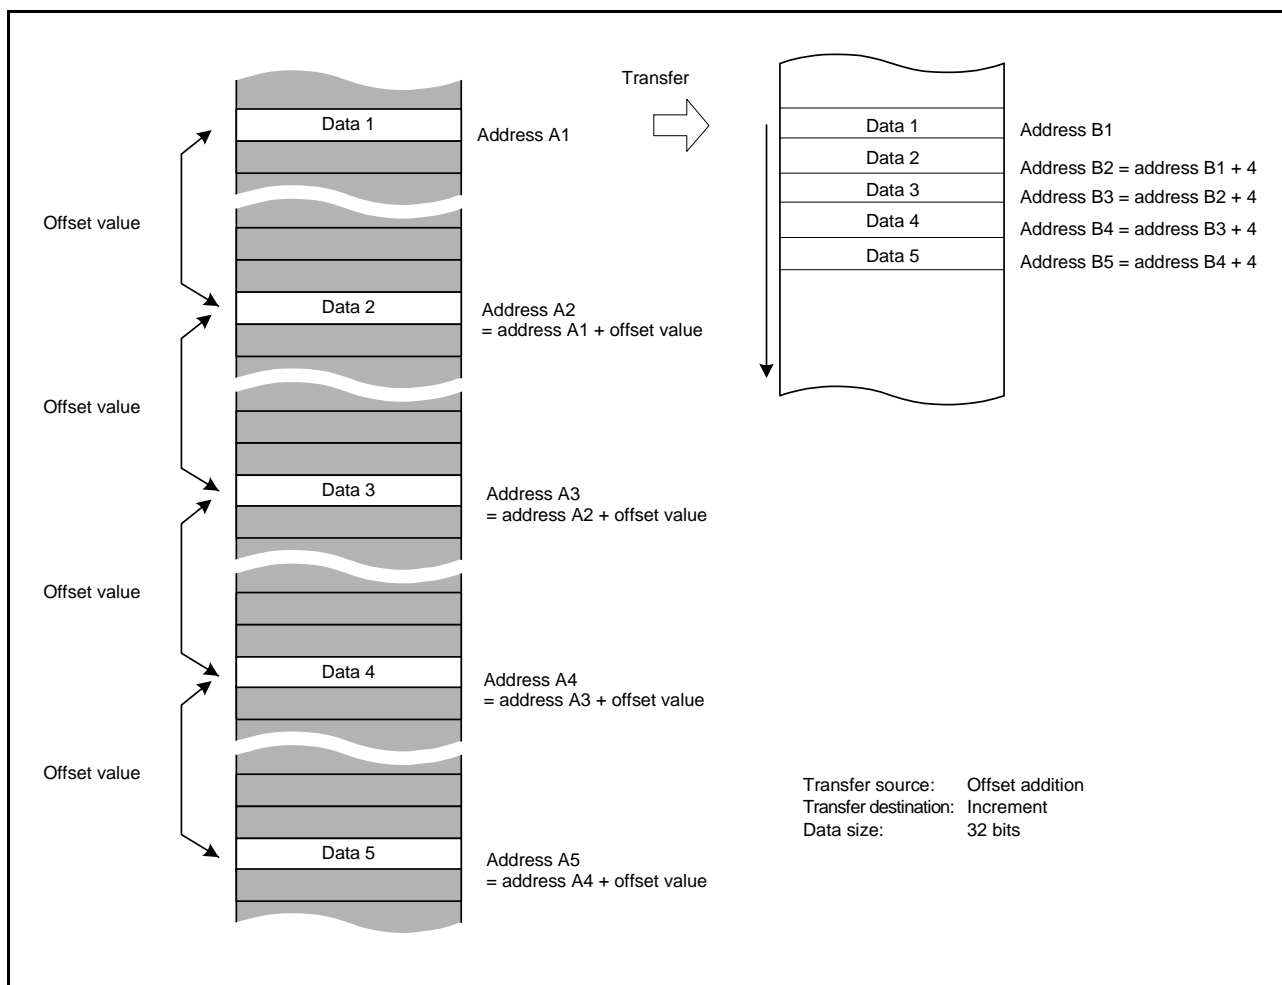 Data 1
Address A1
Offset value
Data 2
Address A2
= address A1 + offset value
Offset value
Data 3
Address A3
= address A2 + offset value
Offset value
Data 4
Address A4
= address A3 + offset value
Offset value
Data 5
Address A5
= address A4 + offset value
Transfer
Data 1
Address B1
Data 2
Address B2 = address B1 + 4
Data 3
Address B3 = address B2 + 4
Data 4
Address B4 = address B3 + 4
Data 5
Address B5 = address B4 + 4
Transfer source: Offset addition
Transfer destination: Increment
Data size: 32 bits